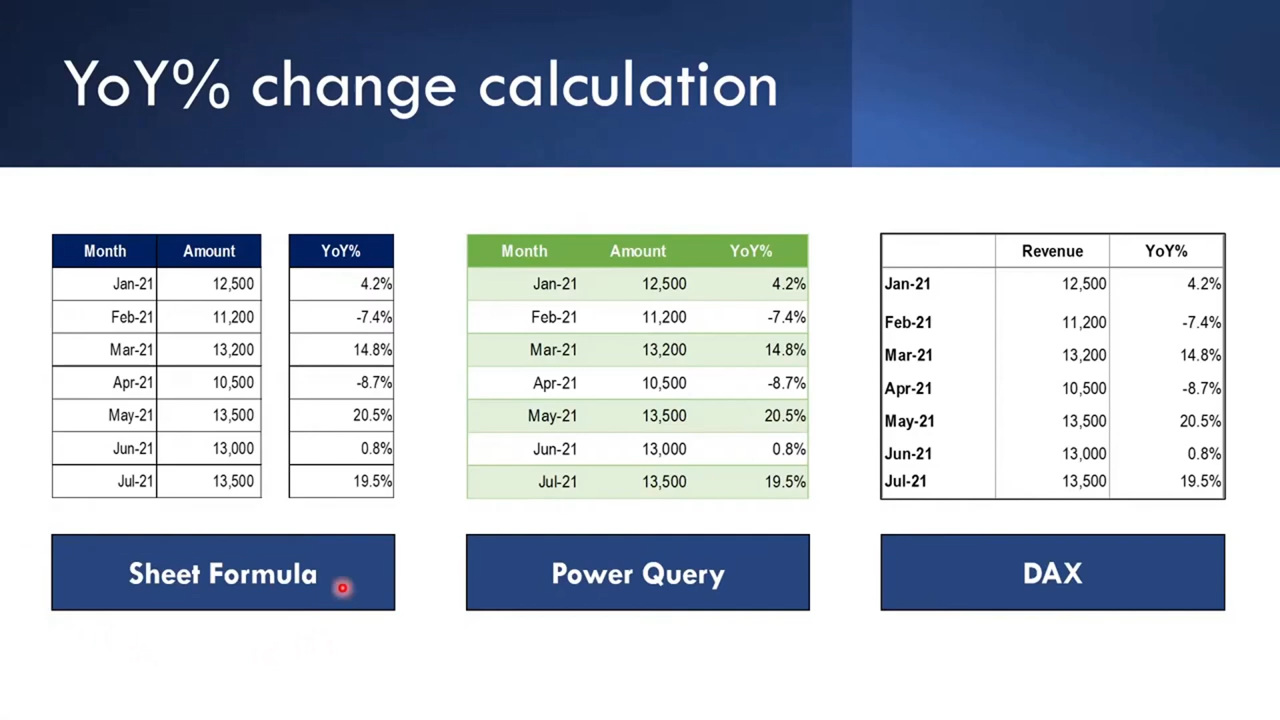 YoY% change calculation
Month Amount YoY%
Jan-21 12,500 4.2%
Feb-21 11,200 -7.4%
Mar-21 13,200 14.8%
Apr-21 10,500 -8.7%
May-21 13,500 20.5%
Jun-21 13,000 0.8%
Jul-21 13,500 19.5%
Sheet Formula
Month Amount YoY%
Jan-21 12,500 4.2%
Feb-21 11,200 -7.4%
Mar-21 13,200 14.8%
Apr-21 10,500 -8.7%
May-21 13,500 20.5%
Jun-21 13,000 0.8%
Jul-21 13,500 19.5%
Power Query
Revenue YoY%
Jan-21 12,500 4.2%
Feb-21 11,200 -7.4%
Mar-21 13,200 14.8%
Apr-21 10,500 -8.7%
May-21 13,500 20.5%
Jun-21 13,000 0.8%
Jul-21 13,500 19.5%
DAX